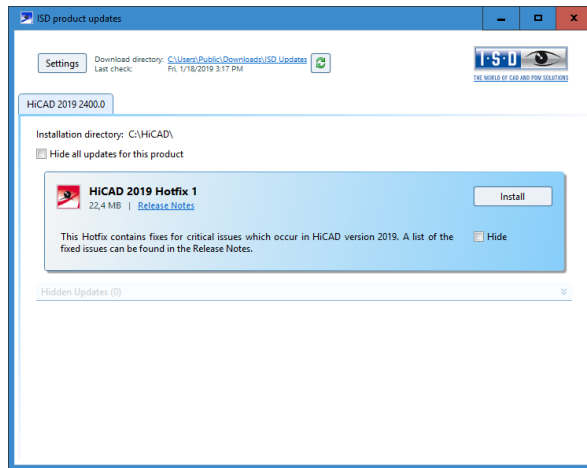 ISD product updates
Settings
Download directory: C:\Users\Public\Downloads\ISD Updates
Last check: Fri, 1/18/2019 3:17 PM
I·S·D
THE WORLD OF CAD AND PDM SOLUTIONS
HiCAD 2019 2400.0
Installation directory: C:\HiCAD\
Hide all updates for this product
HiCAD 2019 Hotfix 1
22,4 MB | Release Notes
Install
This Hotfix contains fixes for critical issues which occur in HiCAD version 2019. A list of the
fixed issues can be found in the Release Notes.
Hide
Hidden Updates (0)